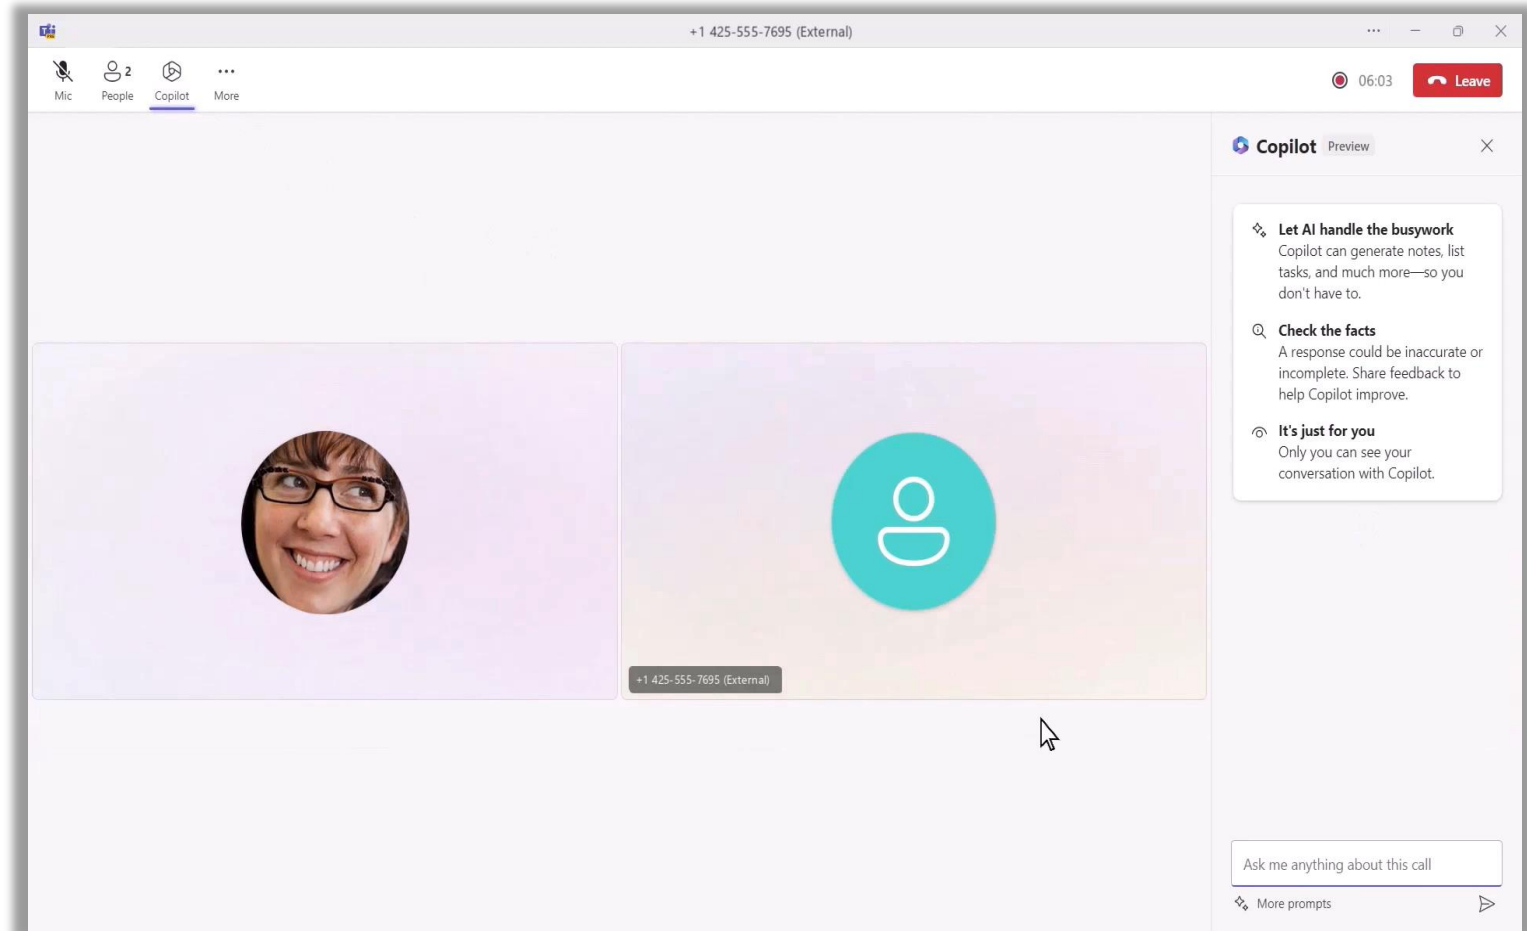 +1 425-555-7695 (External)
Mic
People 2
Copilot
More
06:03
Leave
Copilot Preview
Let AI handle the busywork
Copilot can generate notes, list
tasks, and much more—so you
don't have to.
Check the facts
A response could be inaccurate or
incomplete. Share feedback to
help Copilot improve.
It's just for you
Only you can see your
conversation with Copilot.
+1 425-555-7695 (External)
Ask me anything about this call
More prompts